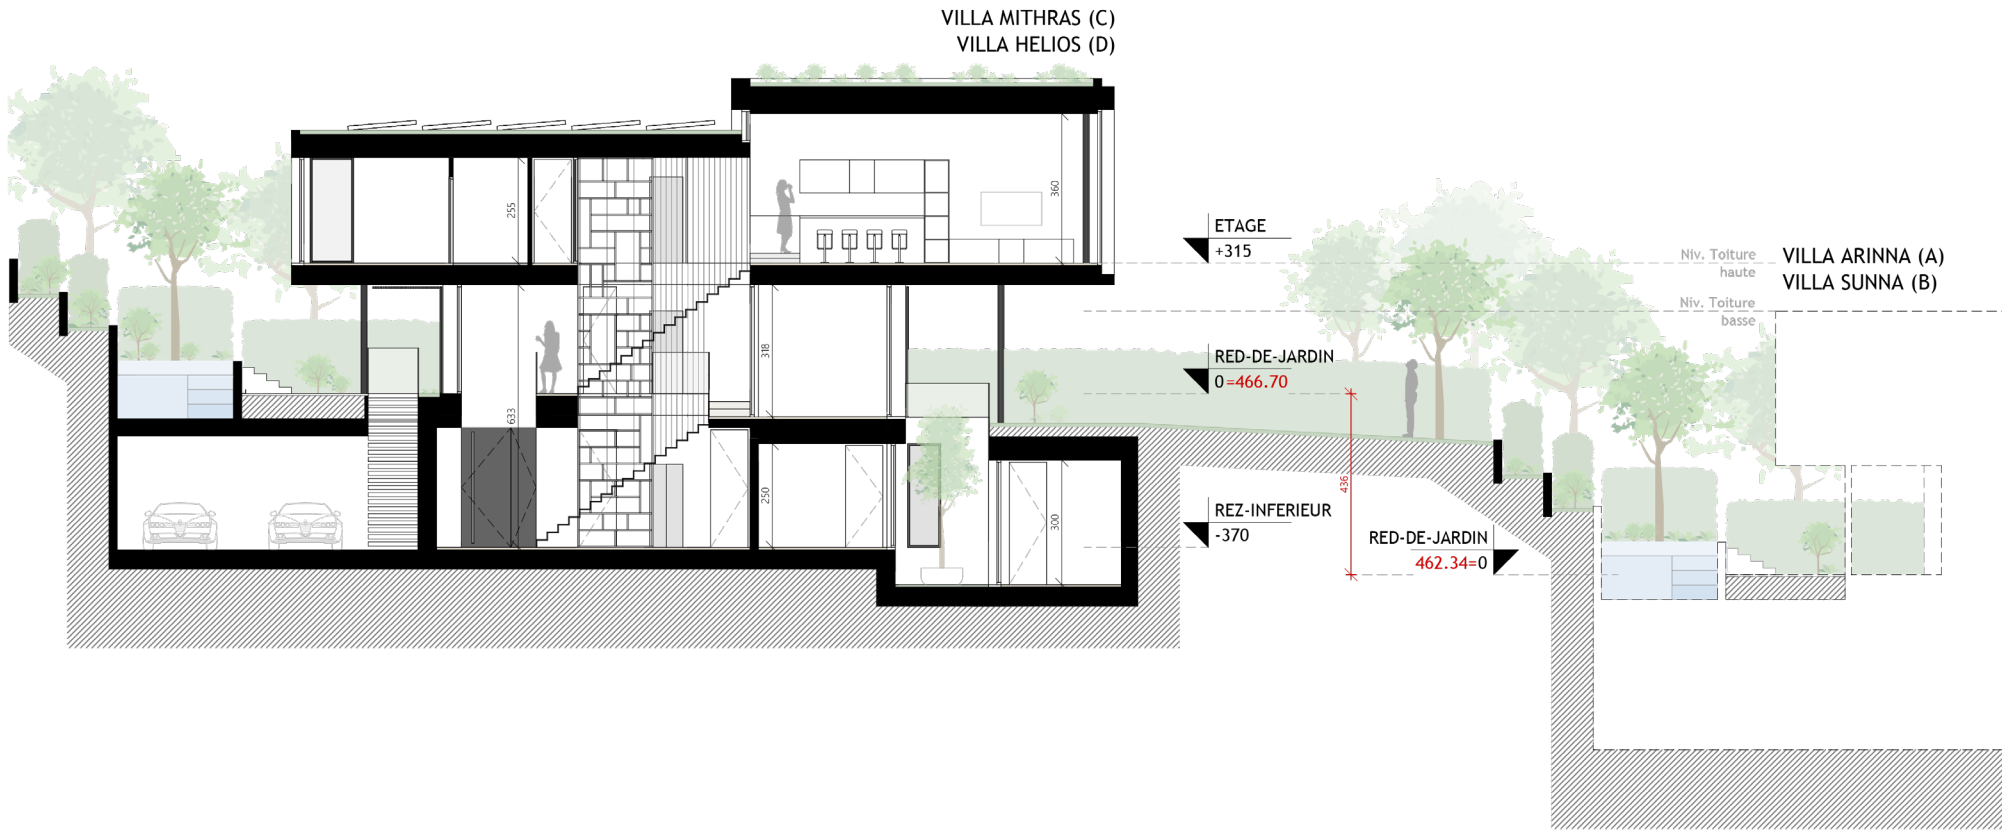 VILLA MITHRAS (C)
VILLA HELIOS (D)
255
360
ETAGE
+315
Niv. Toiture
haute
VILLA ARINNA (A)
VILLA SUNNA (B)
Niv. Toiture
basse
318
RED-DE-JARDIN
0=466.70
633
250
300
436
REZ-INFERIEUR
-370
RED-DE-JARDIN
462.34=0